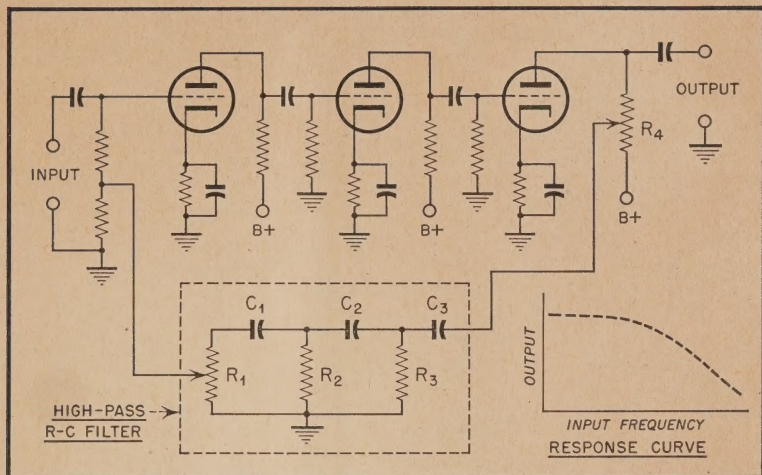 INPUT
B+
B+
R4
OUTPUT
B+
C1
C2
C3
R1
R2
R3
HIGH-PASS
R-C FILTER
OUTPUT
INPUT FREQUENCY
RESPONSE CURVE